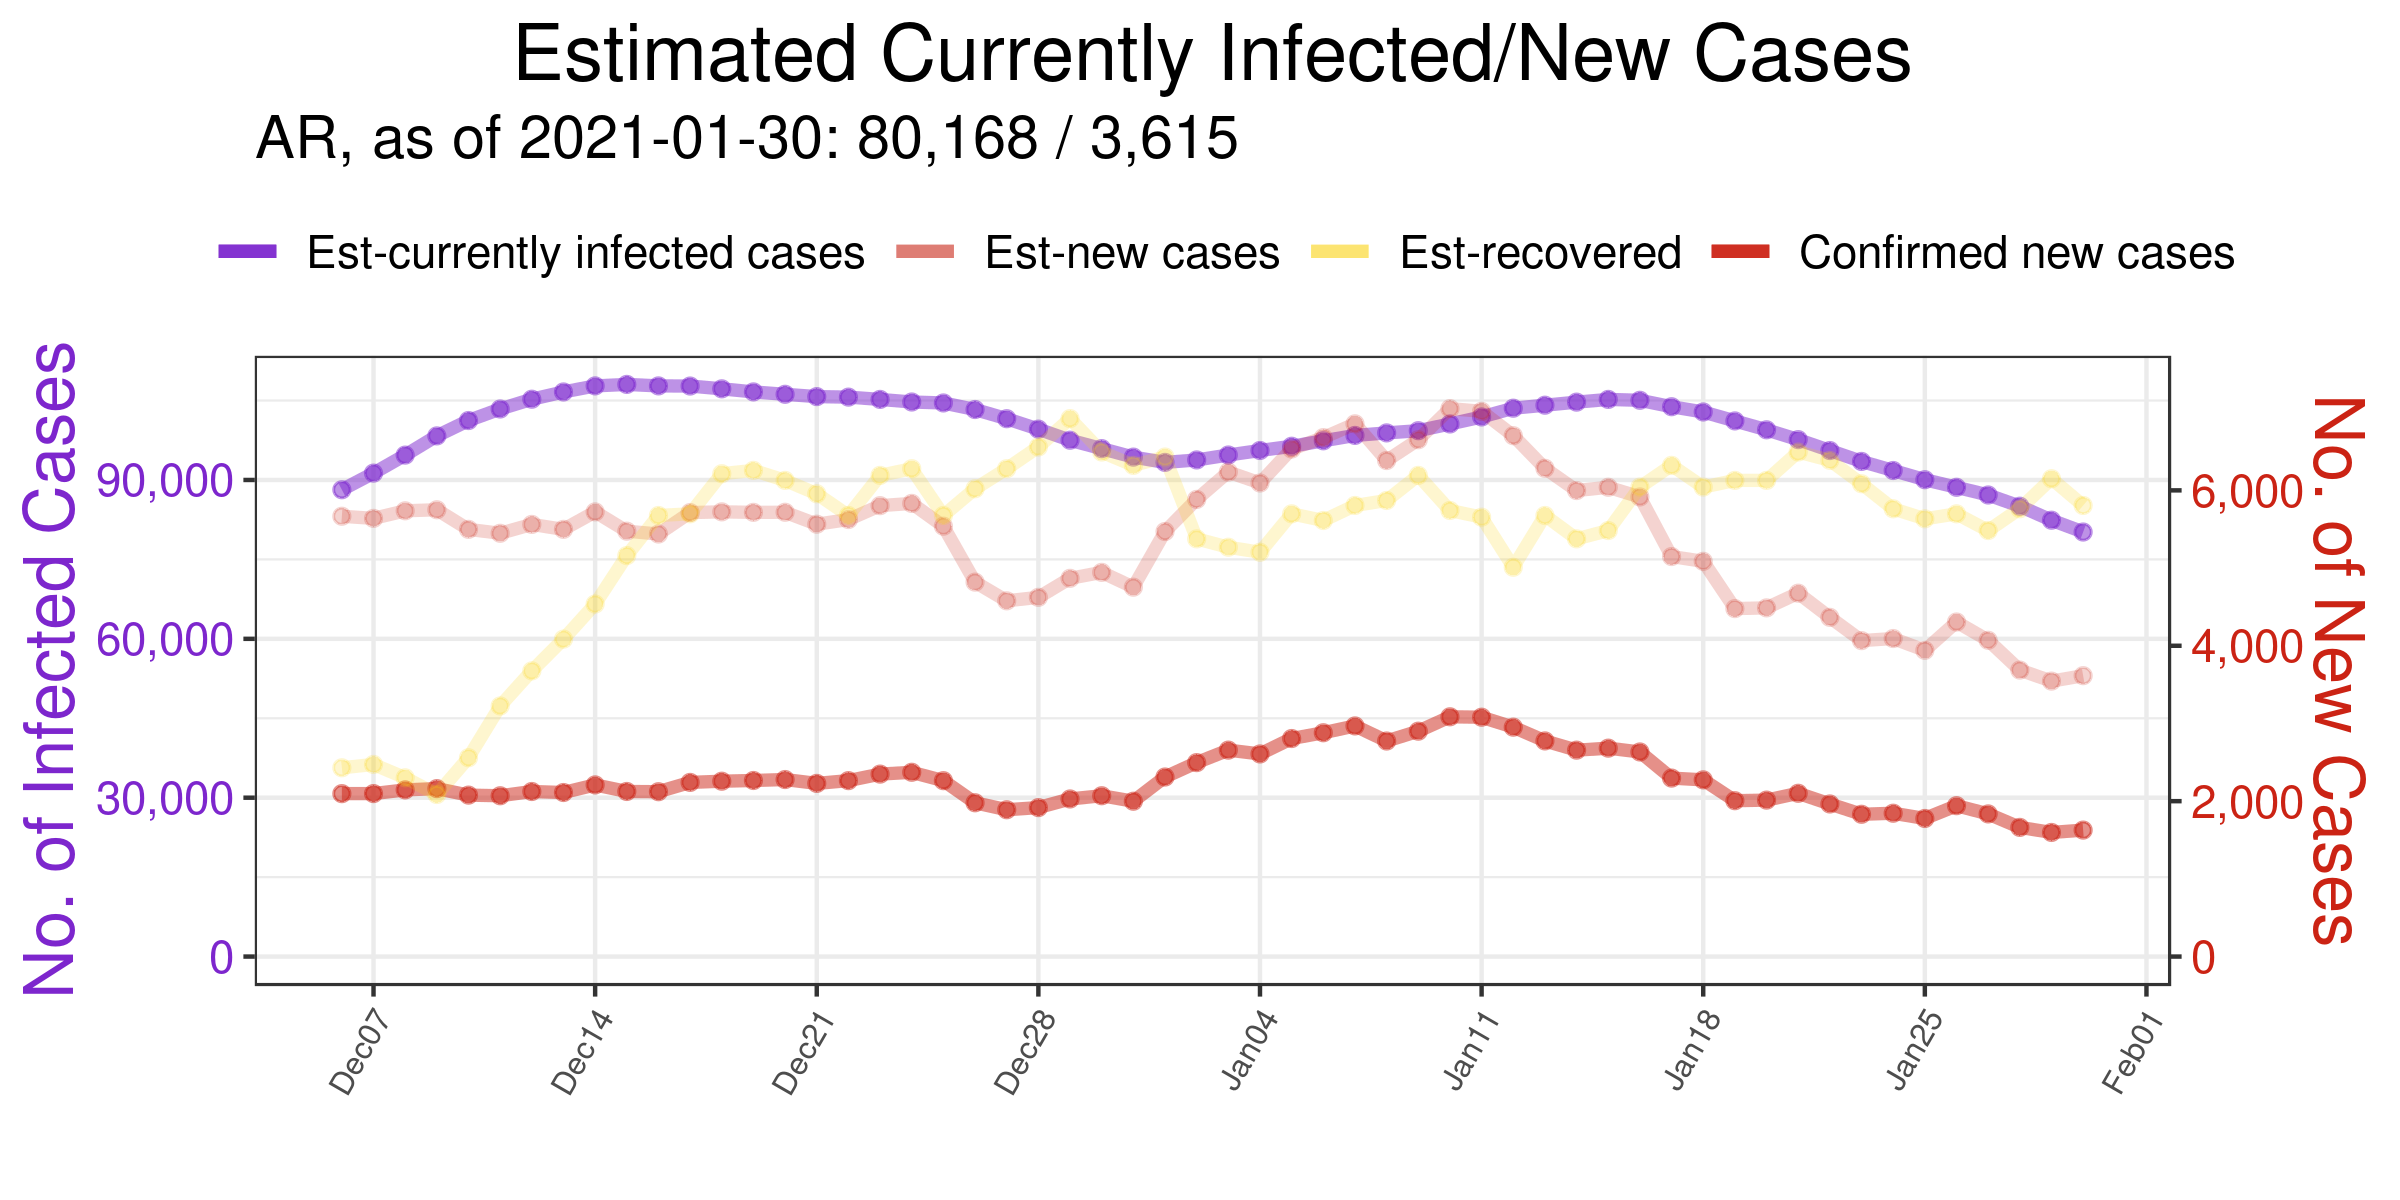 Estimated Currently Infected/New Cases
AR, as of 2021-01-30: 80,168 / 3,615
Est-currently infected cases Est-new cases Est-recovered Confirmed new cases
No. of Infected Cases
90,000
60,000
30,000
0
No. of New Cases
6,000
4,000
2,000
0
Dec07 Dec14 Dec21 Dec28 Jan04 Jan11 Jan18 Jan25 Feb01